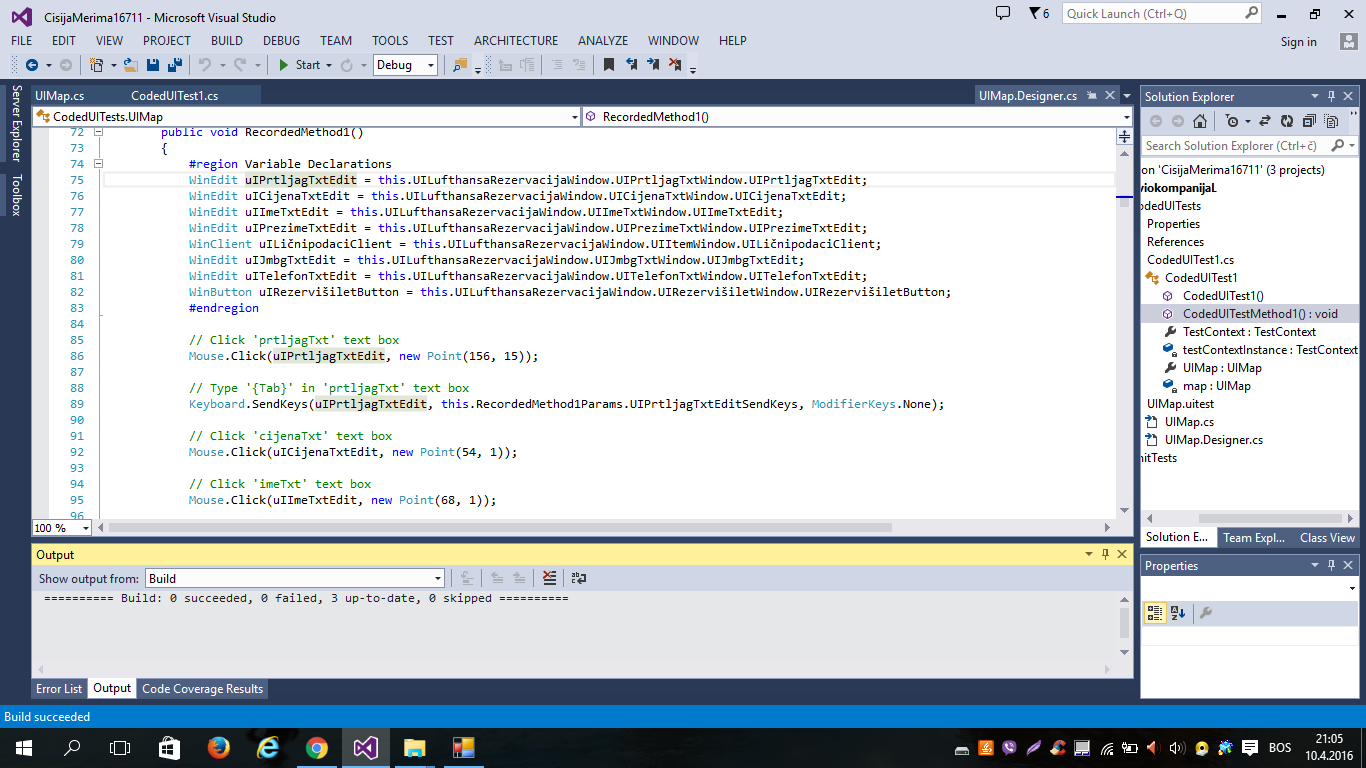 CisijaMerima16711 - Microsoft Visual Studio
6
Quick Launch (Ctrl+Q)
FILE EDIT VIEW PROJECT BUILD DEBUG TEAM TOOLS TEST ARCHITECTURE ANALYZE WINDOW HELP
Sign in
Start
Debug
Server Explorer
Toolbox
UIMap.cs CodedUITest1.cs UIMap.Designer.cs
CodedUITests.UIMap RecordedMethod1()
72 public void RecordedMethod1()
73 {
74 #region Variable Declarations
75 WinEdit uIPrtljagTxtEdit = this.UILufthansaRezervacijaWindow.UIPrtljagTxtWindow.UIPrtljagTxtEdit;
76 WinEdit uICijenaTxtEdit = this.UILufthansaRezervacijaWindow.UICijenaTxtWindow.UICijenaTxtEdit;
77 WinEdit uIImeTxtEdit = this.UILufthansaRezervacijaWindow.UIImeTxtWindow.UIImeTxtEdit;
78 WinEdit uIPrezimeTxtEdit = this.UILufthansaRezervacijaWindow.UIPrezimeTxtWindow.UIPrezimeTxtEdit;
79 WinClient uILičnipodaciClient = this.UILufthansaRezervacijaWindow.UIItemWindow.UILičnipodaciClient;
80 WinEdit uIJmbgTxtEdit = this.UILufthansaRezervacijaWindow.UIJmbgTxtWindow.UIJmbgTxtEdit;
81 WinEdit uITelefonTxtEdit = this.UILufthansaRezervacijaWindow.UITelefonTxtWindow.UITelefonTxtEdit;
82 WinButton uIRezervišiletButton = this.UILufthansaRezervacijaWindow.UIRezervišiletWindow.UIRezervišiletButton;
83 #endregion
84
85 // Click 'prtljagTxt' text box
86 Mouse.Click(uIPrtljagTxtEdit, new Point(156, 15));
87
88 // Type '{Tab}' in 'prtljagTxt' text box
89 Keyboard.SendKeys(uIPrtljagTxtEdit, this.RecordedMethod1Params.UIPrtljagTxtEditSendKeys, ModifierKeys.None);
90
91 // Click 'cijenaTxt' text box
92 Mouse.Click(uICijenaTxtEdit, new Point(54, 1));
93
94 // Click 'imeTxt' text box
95 Mouse.Click(uIImeTxtEdit, new Point(68, 1));
96
100 %
Output
Show output from: Build
========== Build: 0 succeeded, 0 failed, 3 up-to-date, 0 skipped ==========
Error List Output Code Coverage Results
Solution Explorer
Search Solution Explorer (Ctrl+č)
on 'CisijaMerima16711' (3 projects)
viokompanijaL
odedUITests
Properties
References
CodedUITest1.cs
CodedUITest1
CodedUITest1()
CodedUITestMethod1() : void
TestContext : TestContext
testContextInstance : TestContext
UIMap : UIMap
map : UIMap
UIMap.uitest
UIMap.cs
UIMap.Designer.cs
nitTests
Solution E... Team Expl... Class View
Properties
Build succeeded
BOS
21:05
10.4.2016